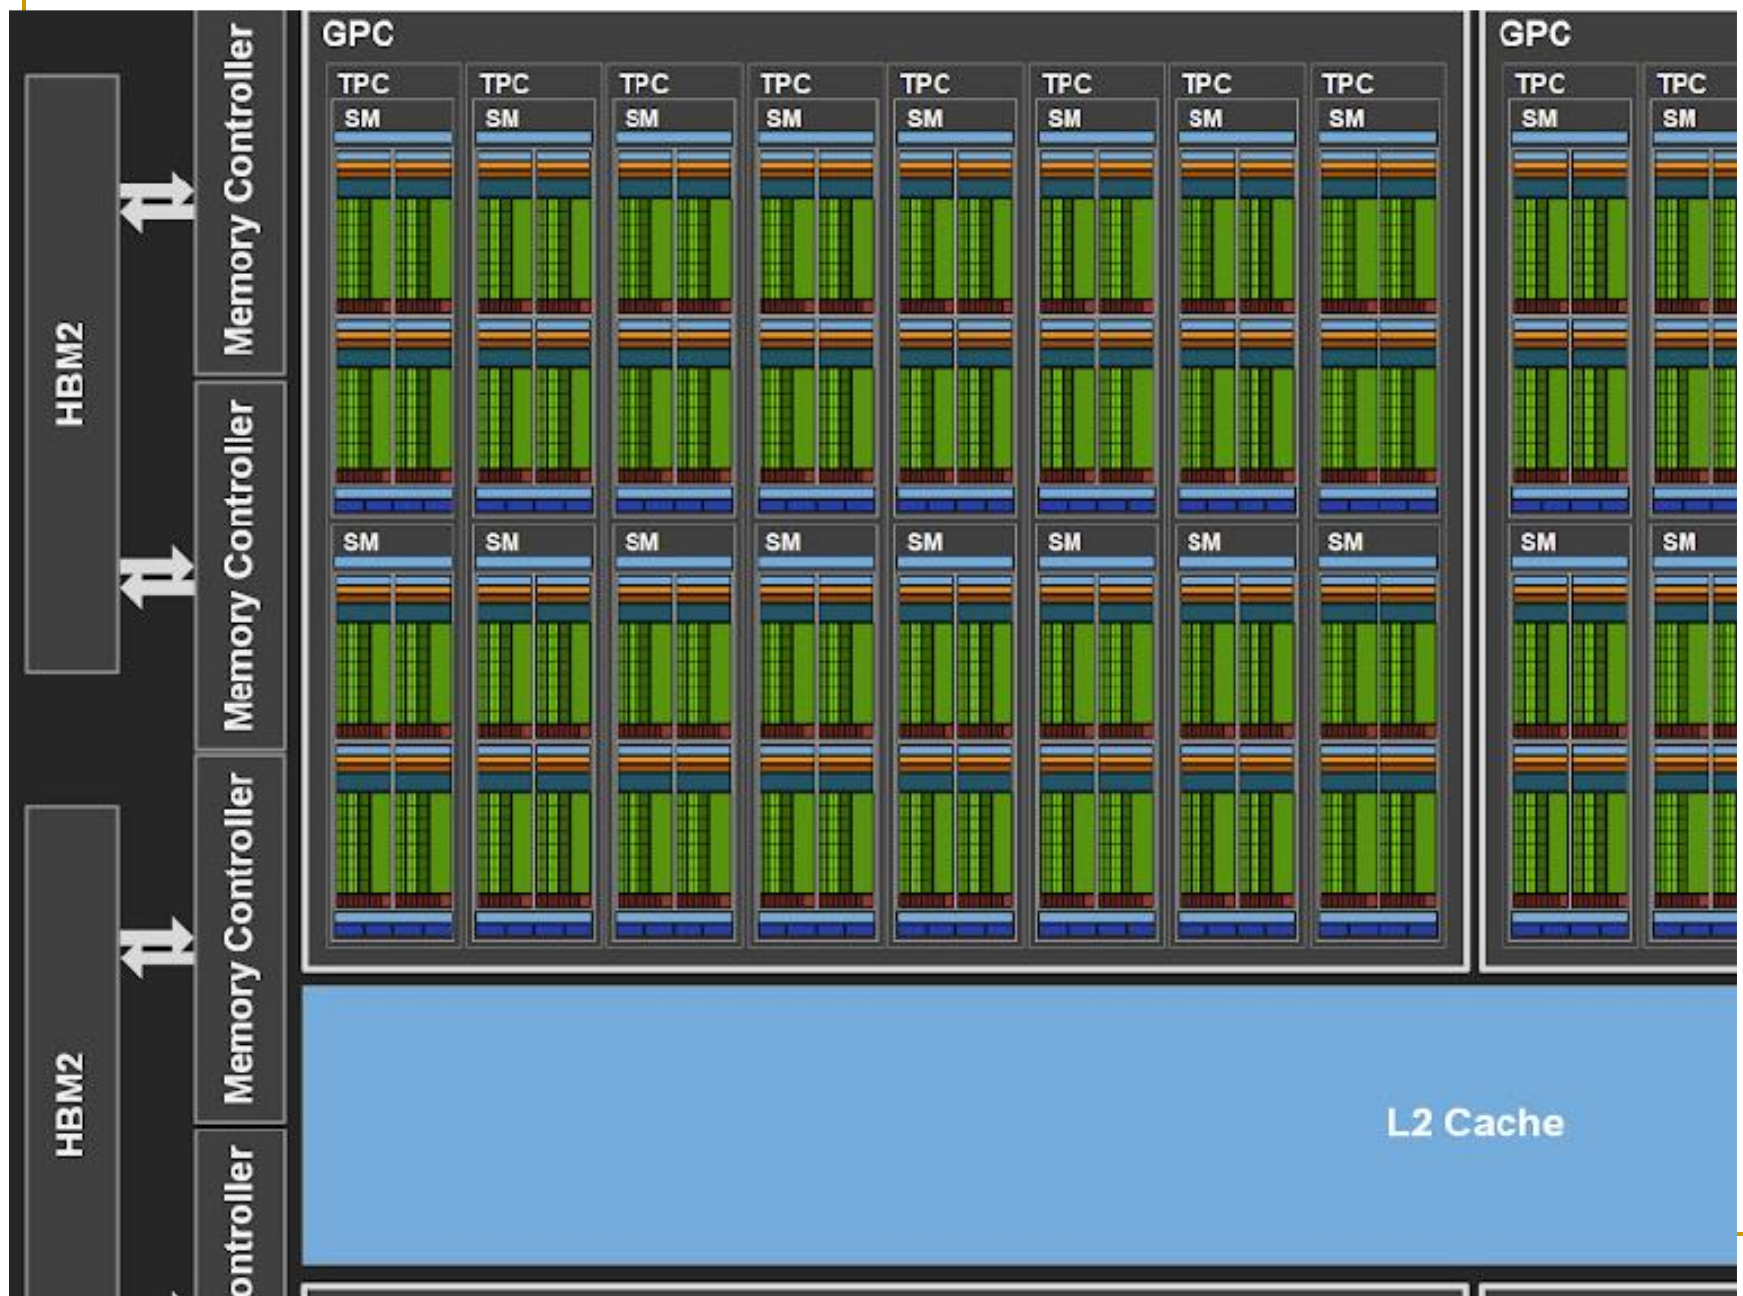 GPC GPC
TPC TPC TPC TPC TPC TPC TPC TPC TPC TPC
SM SM SM SM SM SM SM SM SM SM
SM SM SM SM SM SM SM SM SM SM
Memory Controller
Memory Controller
Memory Controller
ontroller
HBM2
HBM2
L2 Cache